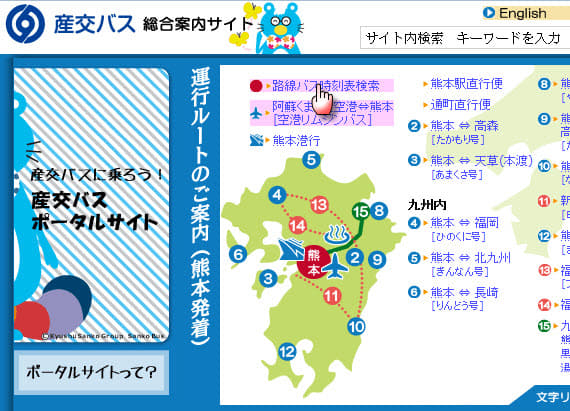 産交バス 総合案内サイト
English
サイト内検索 キーワードを入力
産交バスに乗ろう!
産交バス
ポータルサイト
©Kyushu Sanko Group, Sanko Bus.
ポータルサイトって?
運行ルートのご案内(熊本発着)
路線バス時刻表検索
阿蘇くま 空港⇔熊本
[空港リムジンバス]
熊本港行
熊本駅直行便
通町直行便
② 熊本 ⇔ 高森
[たかもり号]
③ 熊本 ⇔ 天草(本渡)
[あまくさ号]
九州内
④ 熊本 ⇔ 福岡
[ひのくに号]
⑤ 熊本 ⇔ 北九州
[ぎんなん号]
⑥ 熊本 ⇔ 長崎
[りんどう号]
⑤
④ ⑬ ⑮ ⑧
⑭
⑥ 熊本 ② ⑨
③
⑪
⑩
⑫
⑧
⑨
⑩
⑪
⑫
⑬
⑭
⑮
文字リ